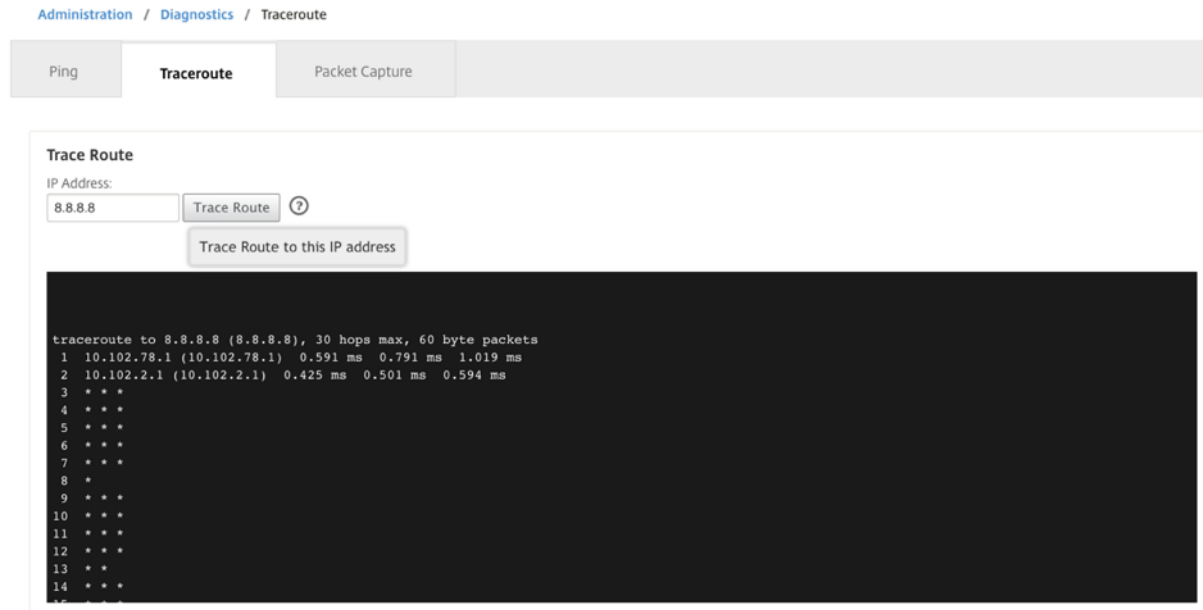 Administration / Diagnostics / Traceroute
Ping Traceroute Packet Capture
Trace Route
IP Address:
8.8.8.8 Trace Route ?
Trace Route to this IP address
traceroute to 8.8.8.8 (8.8.8.8), 30 hops max, 60 byte packets
1 10.102.78.1 (10.102.78.1) 0.591 ms 0.791 ms 1.019 ms
2 10.102.2.1 (10.102.2.1) 0.425 ms 0.501 ms 0.594 ms
3 * * *
4 * * *
5 * * *
6 * * *
7 * * *
8 *
9 * * *
10 * * *
11 * * *
12 * * *
13 * *
14 * * *
15 * * *